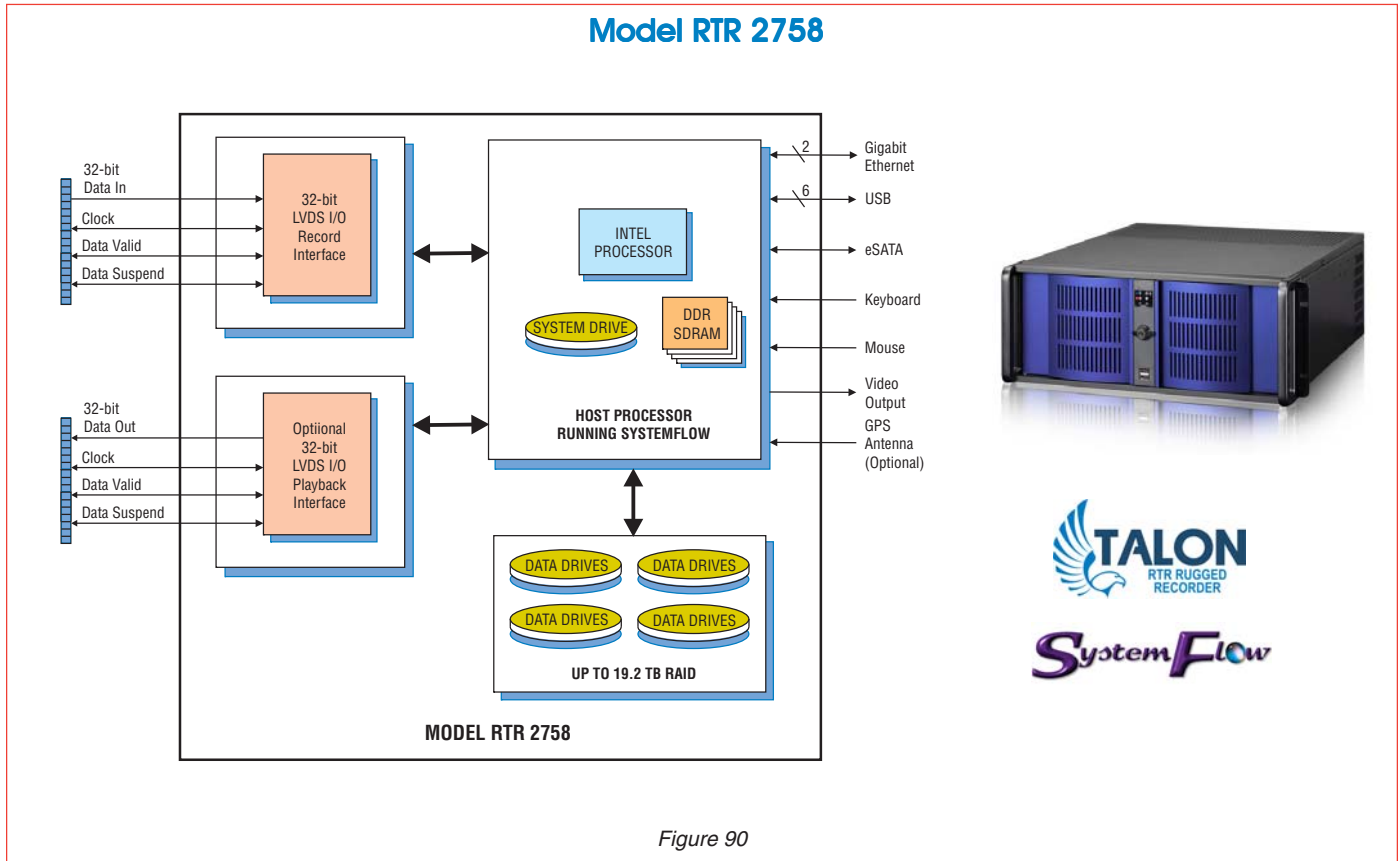 Model RTR 2758
32-bit
Data In
Clock
Data Valid
Data Suspend
32-bit
LVDS I/O
Record
Interface
32-bit
Data Out
Clock
Data Valid
Data Suspend
Optiional
32-bit
LVDS I/O
Playback
Interface
INTEL
PROCESSOR
SYSTEM DRIVE
DDR
SDRAM
HOST PROCESSOR
RUNNING SYSTEMFLOW
2
Gigabit
Ethernet
6
USB
eSATA
Keyboard
Mouse
Video
Output
GPS
Antenna
(Optional)
DATA DRIVES
DATA DRIVES
DATA DRIVES
DATA DRIVES
UP TO 19.2 TB RAID
MODEL RTR 2758
TALON
RTR RUGGED
RECORDER
SystemFlow
Figure 90